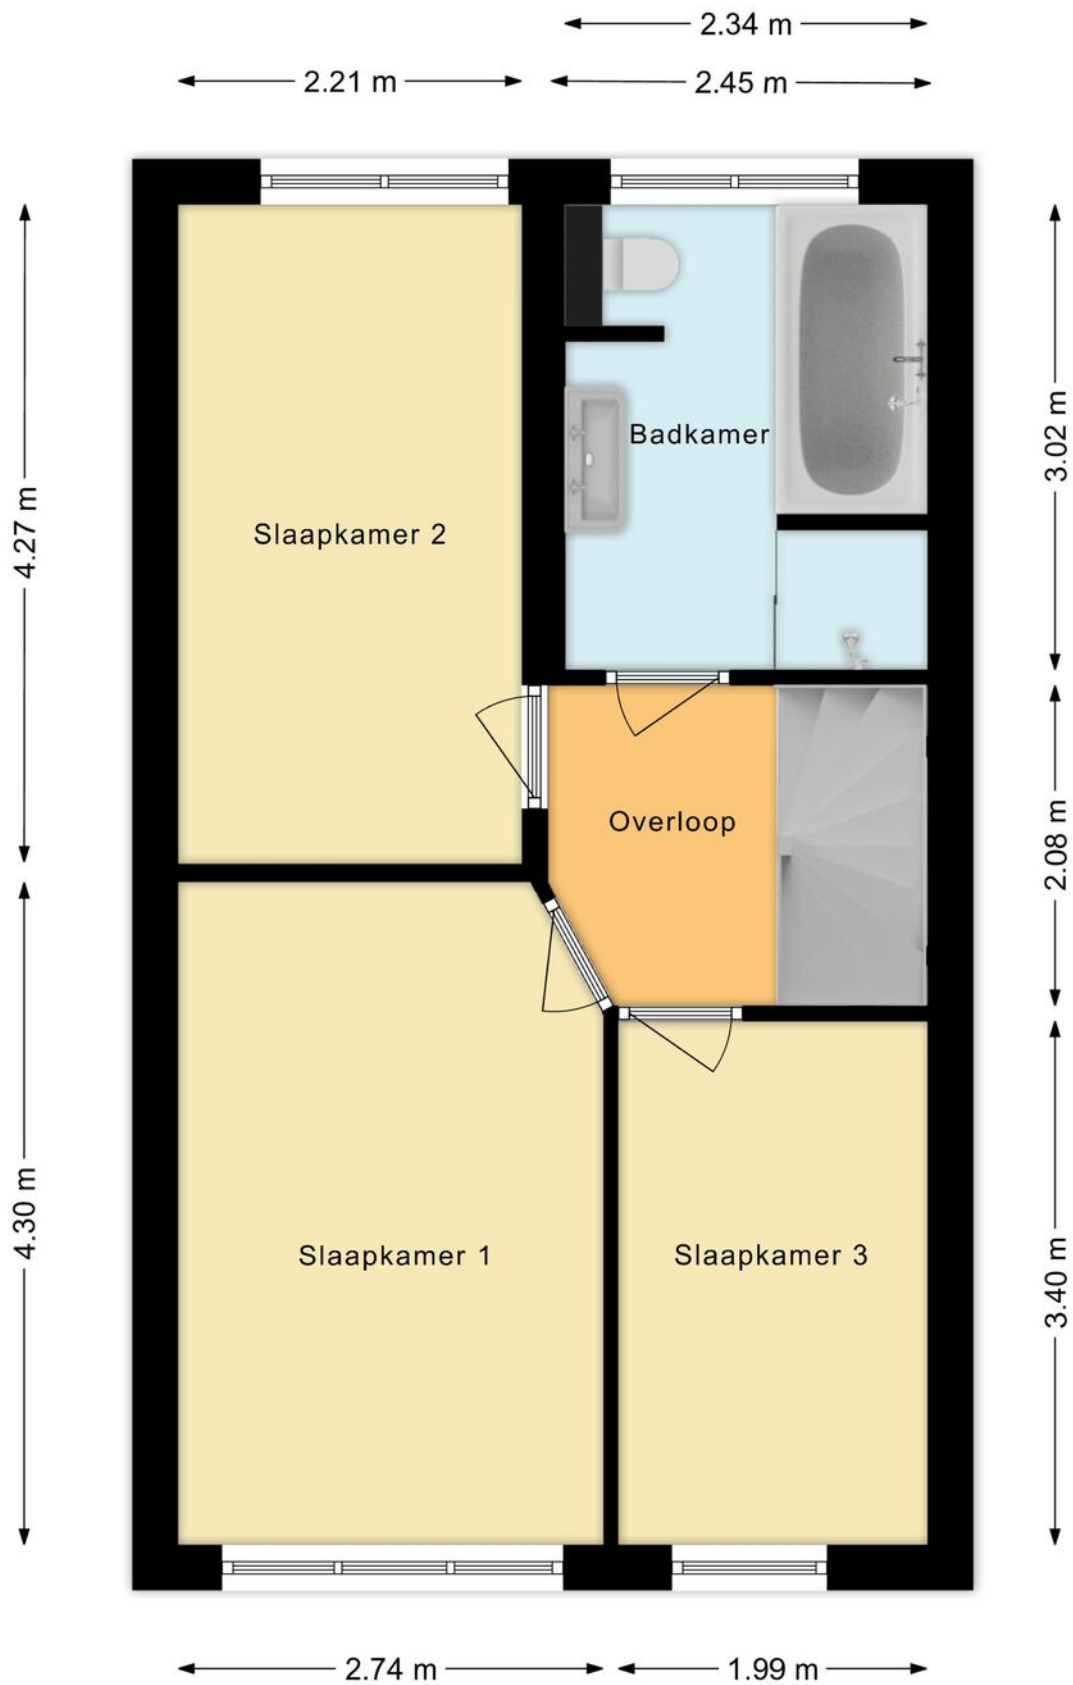 2.34 m
2.21 m
2.45 m
Badkamer
3.02 m
4.27 m
Slaapkamer 2
Overloop
2.08 m
4.30 m
Slaapkamer 1
Slaapkamer 3
3.40 m
2.74 m
1.99 m